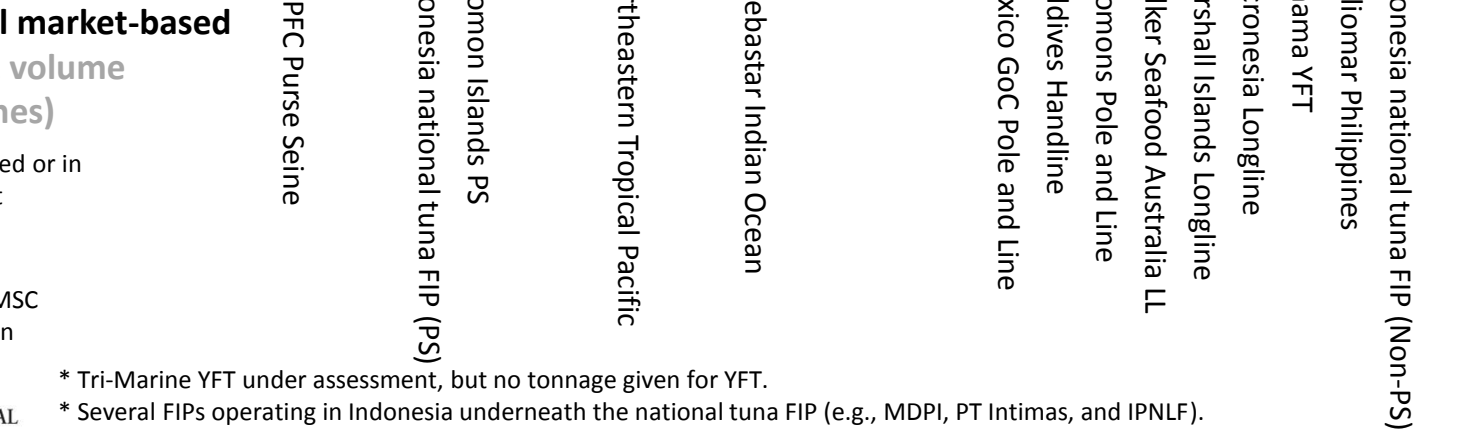 l market-based
volume
nes)
ed or in
MSC
n
PFC Purse Seine
onesia national tuna FIP (PS)
omon Islands PS
rtheastern Tropical Pacific
ebastar Indian Ocean
xico GoC Pole and Line
ldives Handline
omons Pole and Line
lker Seafood Australia LL
rshall Islands Longline
cronesia Longline
ama YFT
liomar Philippines
onesia national tuna FIP (Non-PS)
* Tri-Marine YFT under assessment, but no tonnage given for YFT.
* Several FIPs operating in Indonesia underneath the national tuna FIP (e.g., MDPI, PT Intimas, and IPNLF).
AL